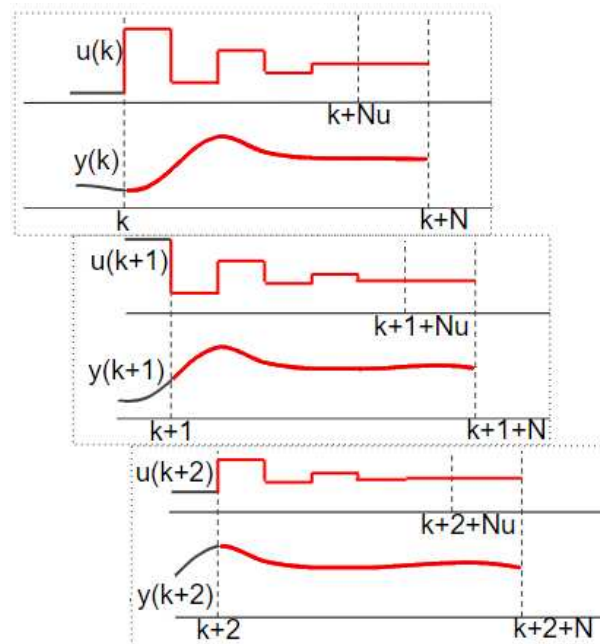 u(k)
k+Nu
y(k)
k
k+N
u(k+1)
k+1+Nu
y(k+1)
k+1
k+1+N
u(k+2)
k+2+Nu
y(k+2)
k+2
k+2+N